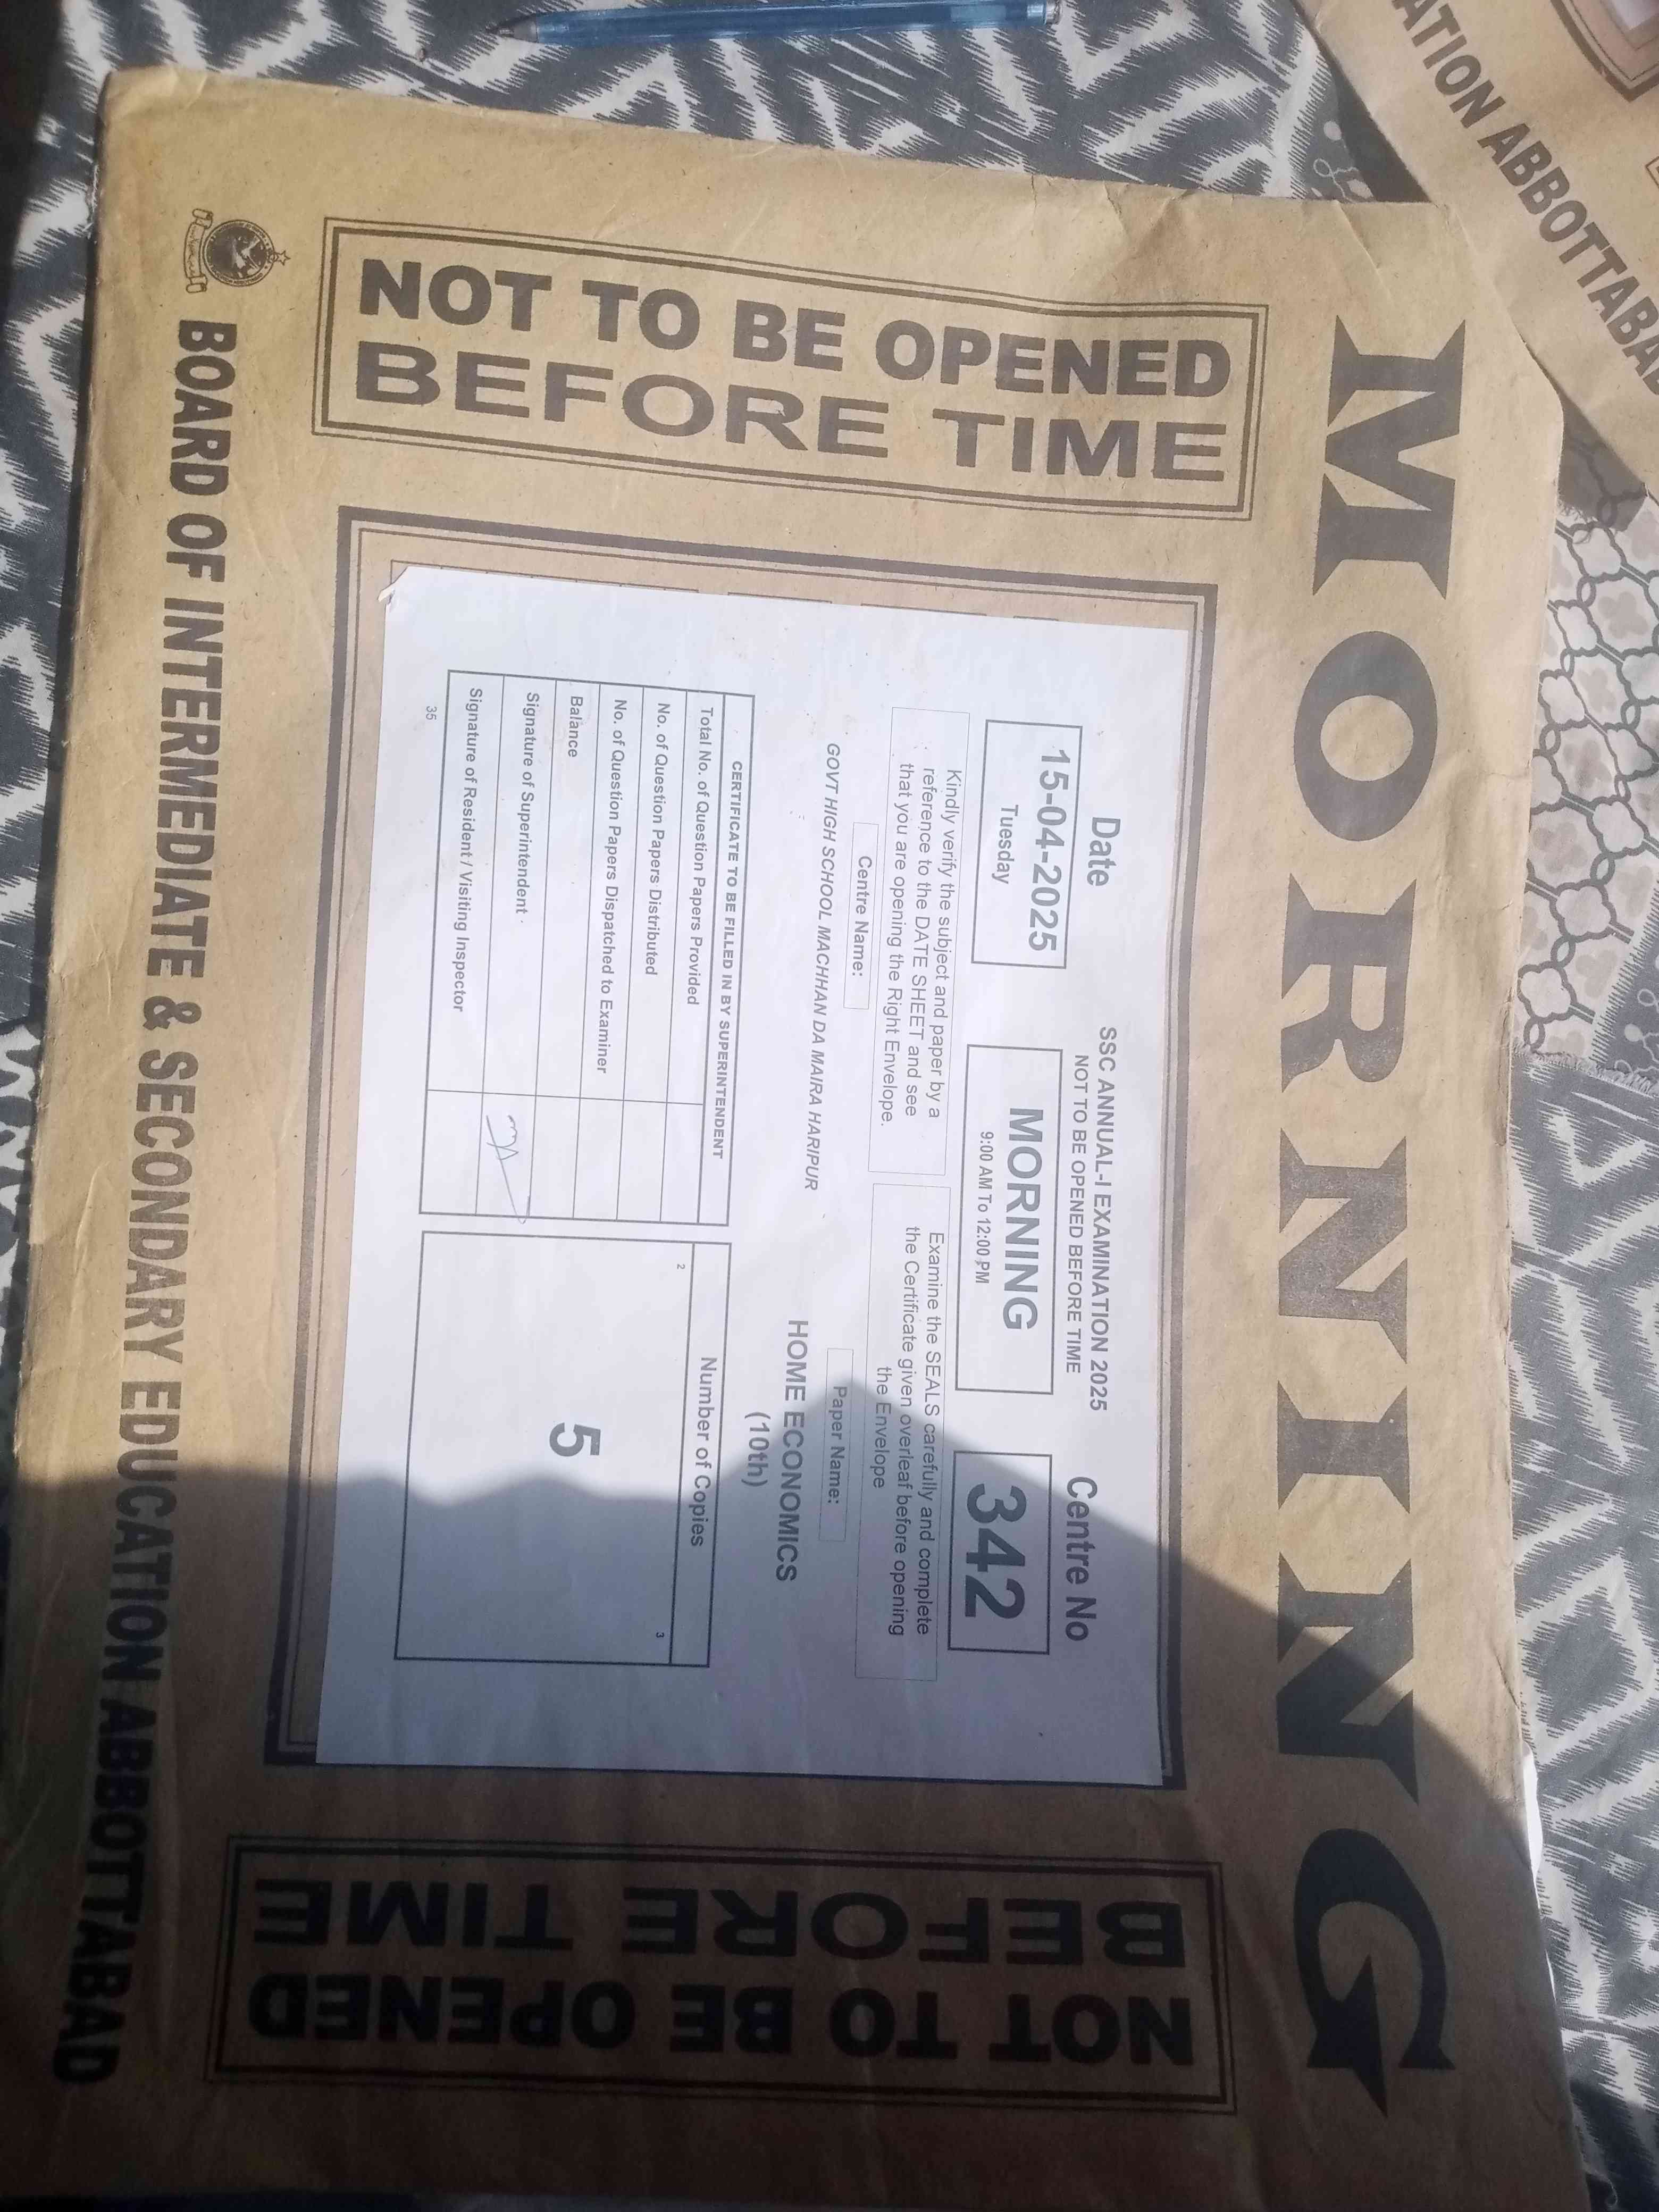 MORNING
NOT TO BE OPENED
BEFORE TIME
Date
15-04-2025
Tuesday
SSC ANNUAL-I EXAMINATION 2025
NOT TO BE OPENED BEFORE TIME
MORNING
9:00 AM To 12:00 PM
Centre No
342
Kindly verify the subject and paper by a
reference to the DATE SHEET and see
that you are opening the Right Envelope.
Examine the SEALS carefully and complete
the Certificate given overleaf before opening
the Envelope
Centre Name:
GOVT HIGH SCHOOL MACHHAN DA MAIRA HARIPUR
Paper Name:
HOME ECONOMICS
(10th)
CERTIFICATE TO BE FILLED IN BY SUPERINTENDENT
Total No. of Question Papers Provided
No. of Question Papers Distributed
No. of Question Papers Dispatched to Examiner
Balance
Signature of Superintendent
Signature of Resident / Visiting Inspector
35
Number of Copies
2
3
5
NOT TO BE OPENED
BEFORE TIME
BOARD OF INTERMEDIATE & SECONDARY EDUCATION ABBOTTABAD
ATION ABBOTTABAD